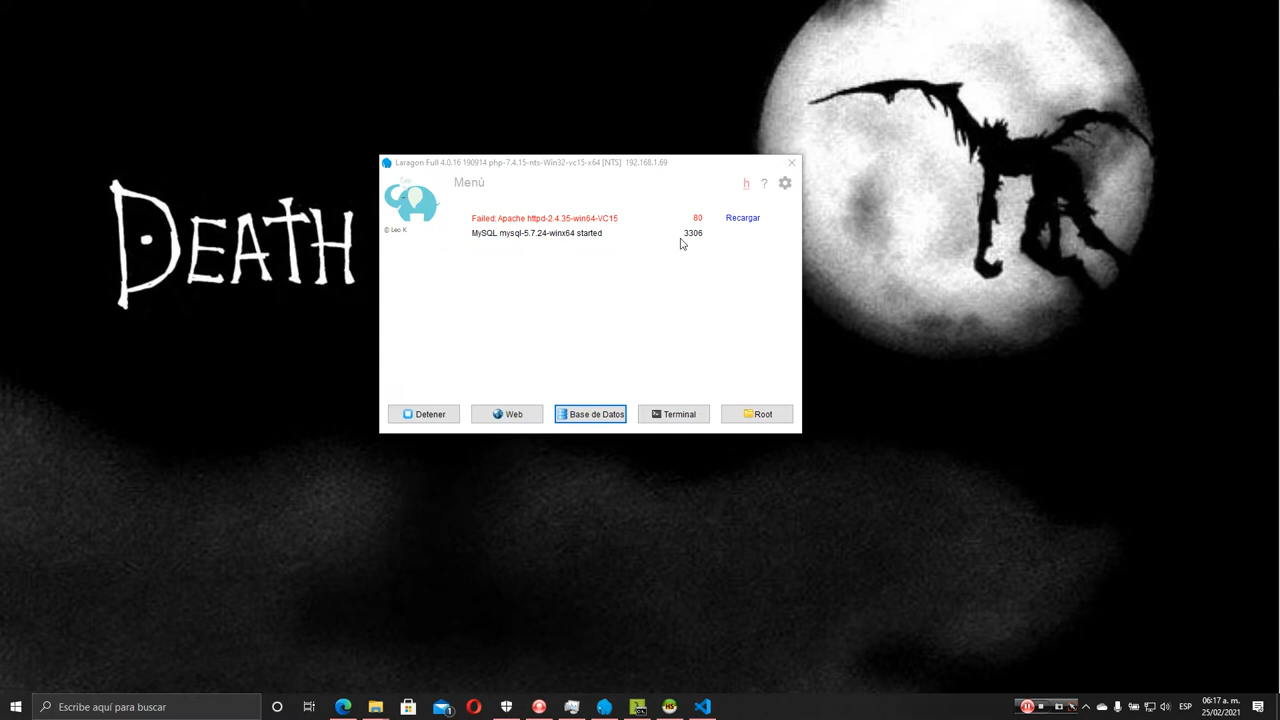 DEATH
Laragon Full 4.0.16 190914 php-7.4.15-nts-Win32-vc15-x64 [NTS] 192.168.1.69
Menú
h ?
Failed: Apache httpd-2.4.35-win64-VC15 80 Recargar
MySQL mysql-5.7.24-winx64 started 3306
© Leo K
Detener Web Base de Datos Terminal Root
Escribe aquí para buscar
ESP
06:17 a. m.
25/02/2021